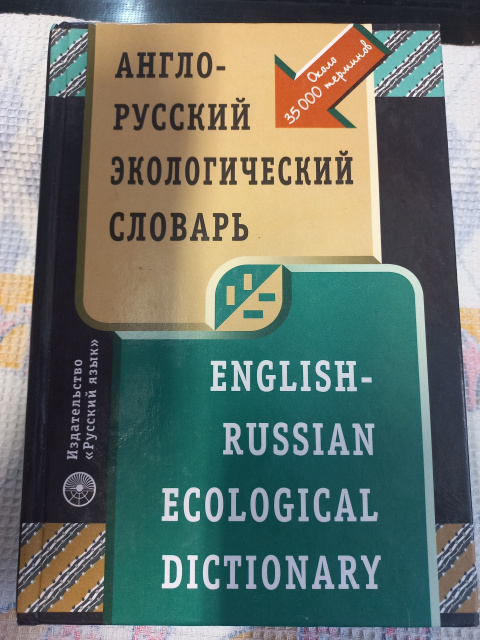 АНГЛО-
РУССКИЙ
ЭКОЛОГИЧЕСКИЙ
СЛОВАРЬ
Около
35 000 терминов
ENGLISH-
RUSSIAN
ECOLOGICAL
DICTIONARY
Издательство
«Русский язык»